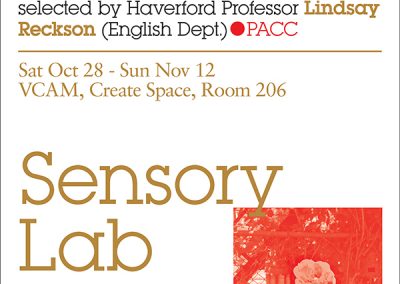 selected by Haverford Professor Lindsay
Reckson (English Dept.) ●PACC
Sat Oct 28 - Sun Nov 12
VCAM, Create Space, Room 206
Sensory
Lab